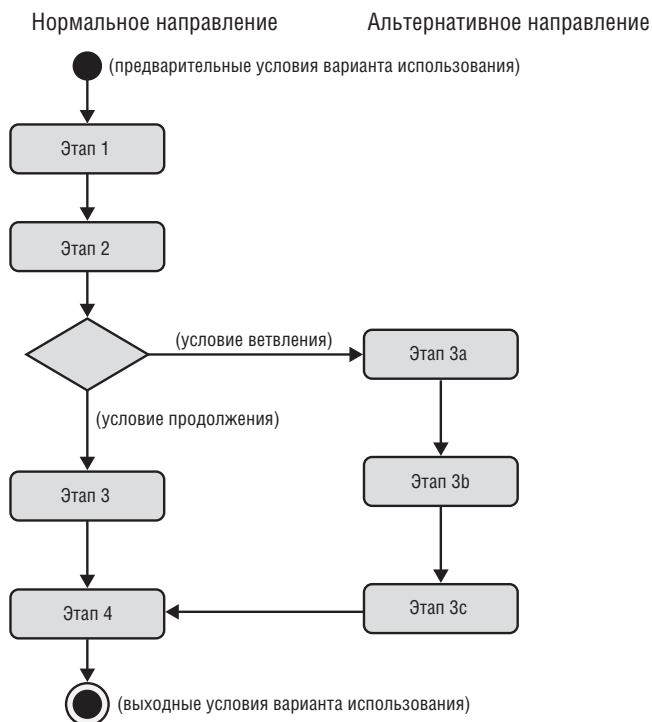 Нормальное направление
Альтернативное направление
(предварительные условия варианта использования)
Этап 1
Этап 2
(условие ветвления)
Этап 3a
(условие продолжения)
Этап 3
Этап 3b
Этап 4
Этап 3c
(выходные условия варианта использования)